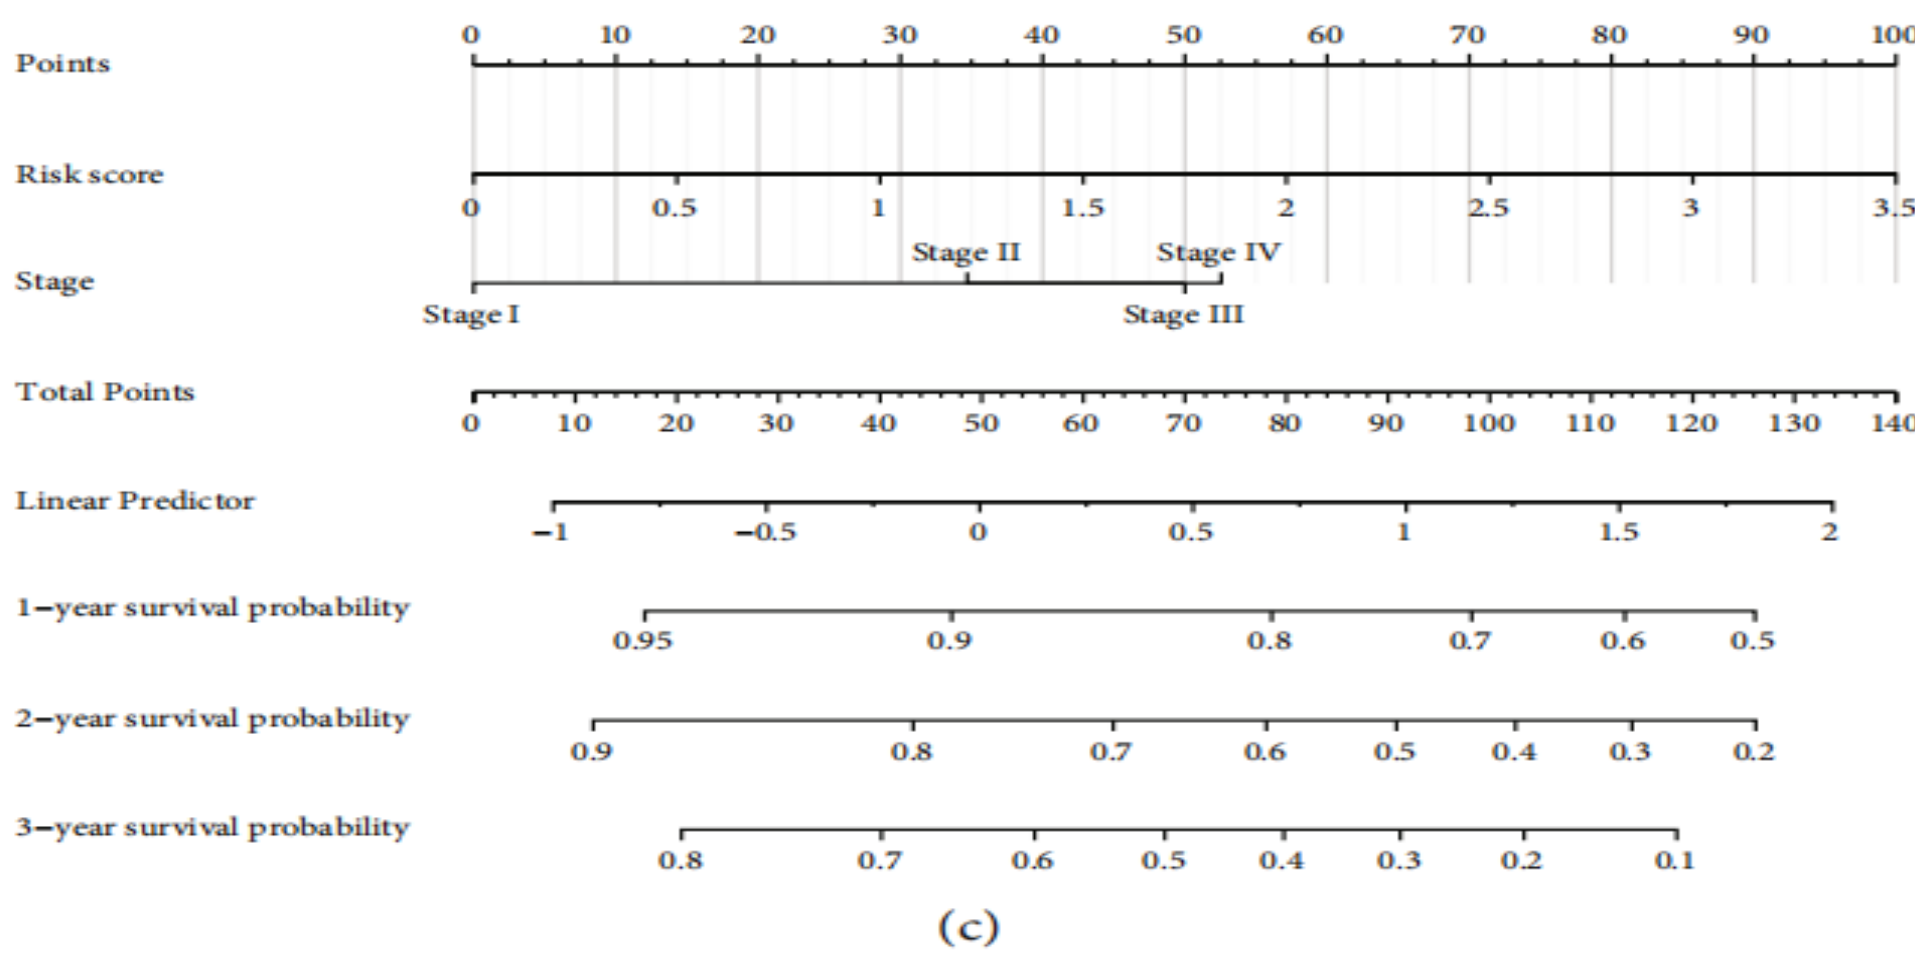 0 10 20 30 40 50 60 70 80 90 100
Points
Risk score
0 0.5 1 1.5 2 2.5 3 3.5
Stage II Stage IV
Stage
Stage I Stage III
Total Points
0 10 20 30 40 50 60 70 80 90 100 110 120 130 140
Linear Predictor
−1 −0.5 0 0.5 1 1.5 2
1−year survival probability
0.95 0.9 0.8 0.7 0.6 0.5
2−year survival probability
0.9 0.8 0.7 0.6 0.5 0.4 0.3 0.2
3−year survival probability
0.8 0.7 0.6 0.5 0.4 0.3 0.2 0.1
(c)